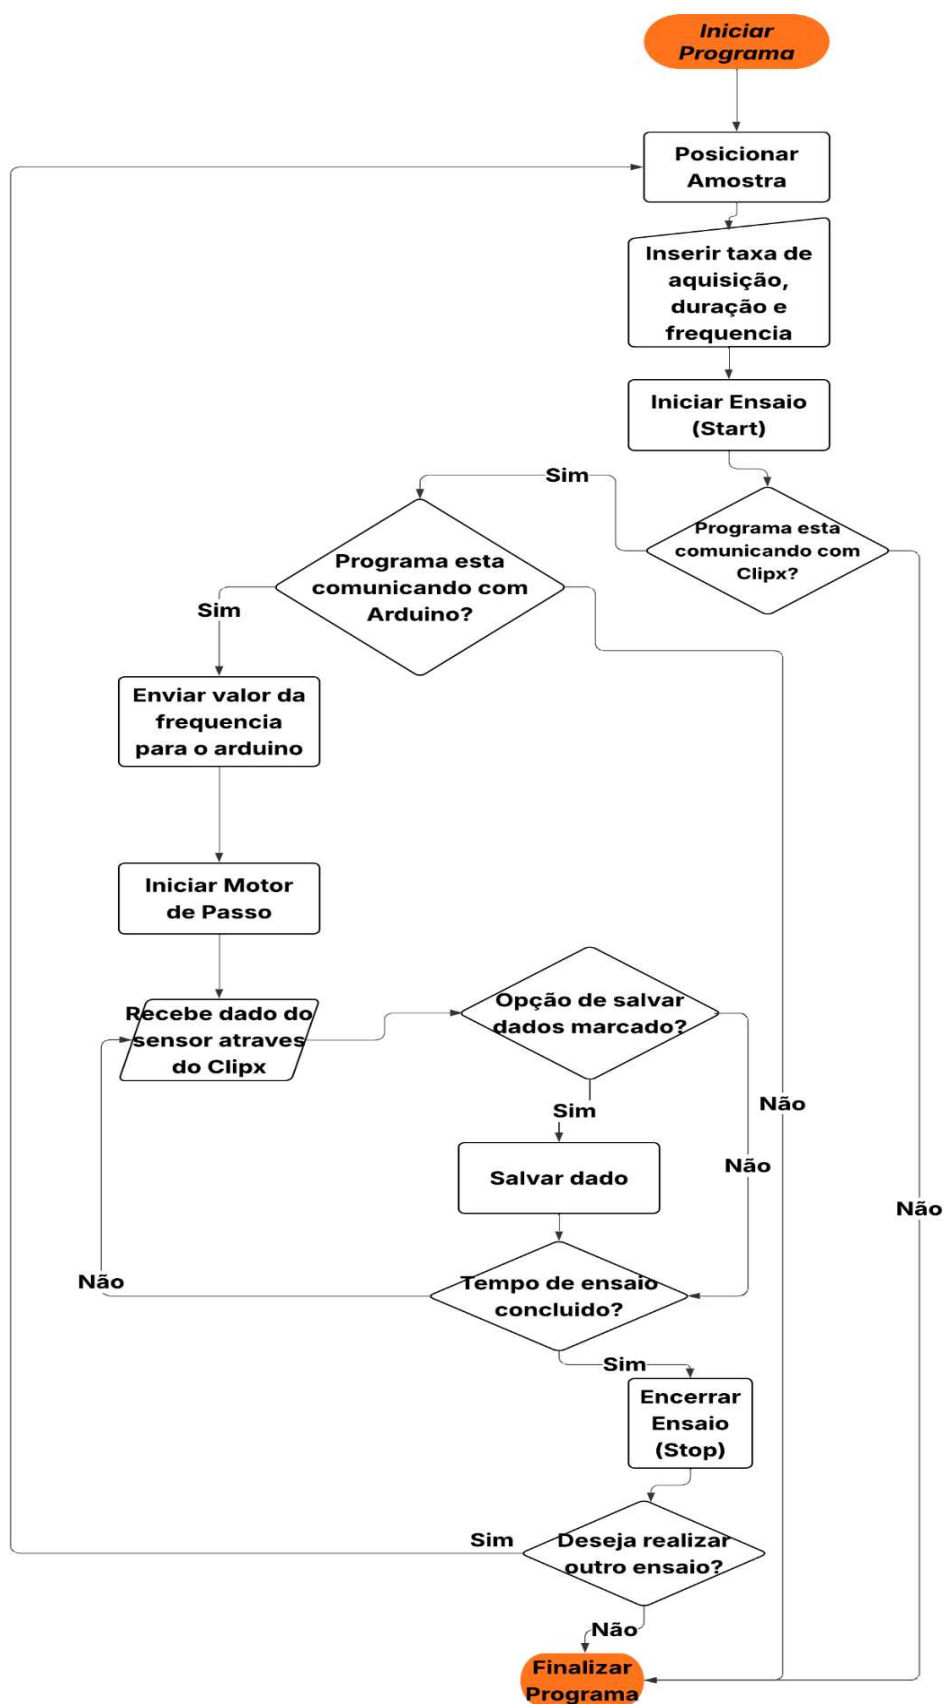 Iniciar
Programa
Posicionar
Amostra
Inserir taxa de
aquisição,
duração e
frequencia
Iniciar Ensaio
(Start)
Programa esta
comunicando com
Clipx?
Sim
Programa esta
comunicando com
Arduino?
Sim
Enviar valor da
frequencia
para o arduino
Iniciar Motor
de Passo
Recebe dado do
sensor atraves
do Clipx
Opção de salvar
dados marcado?
Sim
Não
Não
Não
Salvar dado
Tempo de ensaio
concluido?
Não
Sim
Encerrar
Ensaio
(Stop)
Deseja realizar
outro ensaio?
Sim
Não
Finalizar
Programa